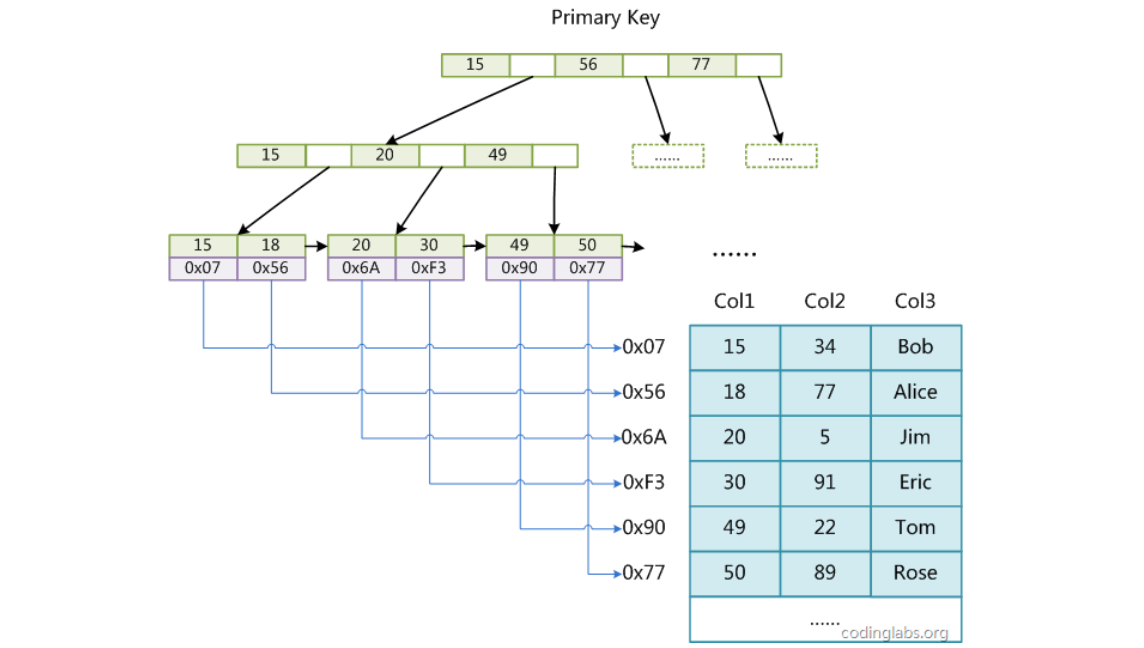 Primary Key
15 56 77
15 20 49 ...... ......
15 18 20 30 49 50
0x07 0x56 0x6A 0xF3 0x90 0x77
......
Col1 Col2 Col3
0x07 15 34 Bob
0x56 18 77 Alice
0x6A 20 5 Jim
0xF3 30 91 Eric
0x90 49 22 Tom
0x77 50 89 Rose
......
codinglabs.org